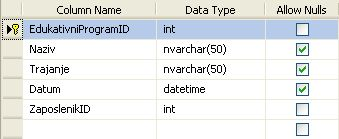 Column Name Data Type Allow Nulls
EdukativniProgramID int
Naziv nvarchar(50)
Trajanje nvarchar(50)
Datum datetime
ZaposlenikID int